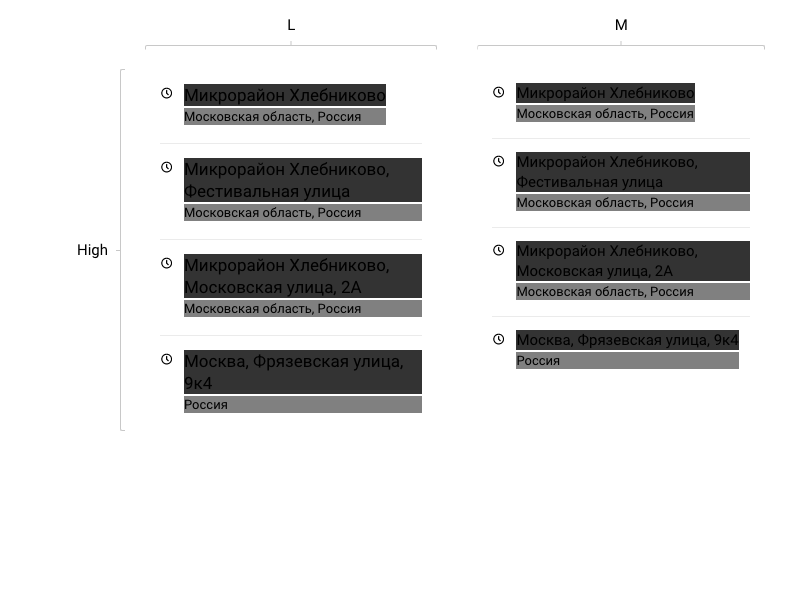 L
M
High
Микрорайон Хлебниково
Московская область, Россия
Микрорайон Хлебниково,
Фестивальная улица
Московская область, Россия
Микрорайон Хлебниково,
Московская улица, 2А
Московская область, Россия
Москва, Фрязевская улица,
9к4
Россия
Микрорайон Хлебниково
Московская область, Россия
Микрорайон Хлебниково,
Фестивальная улица
Московская область, Россия
Микрорайон Хлебниково,
Московская улица, 2А
Московская область, Россия
Москва, Фрязевская улица, 9к4
Россия